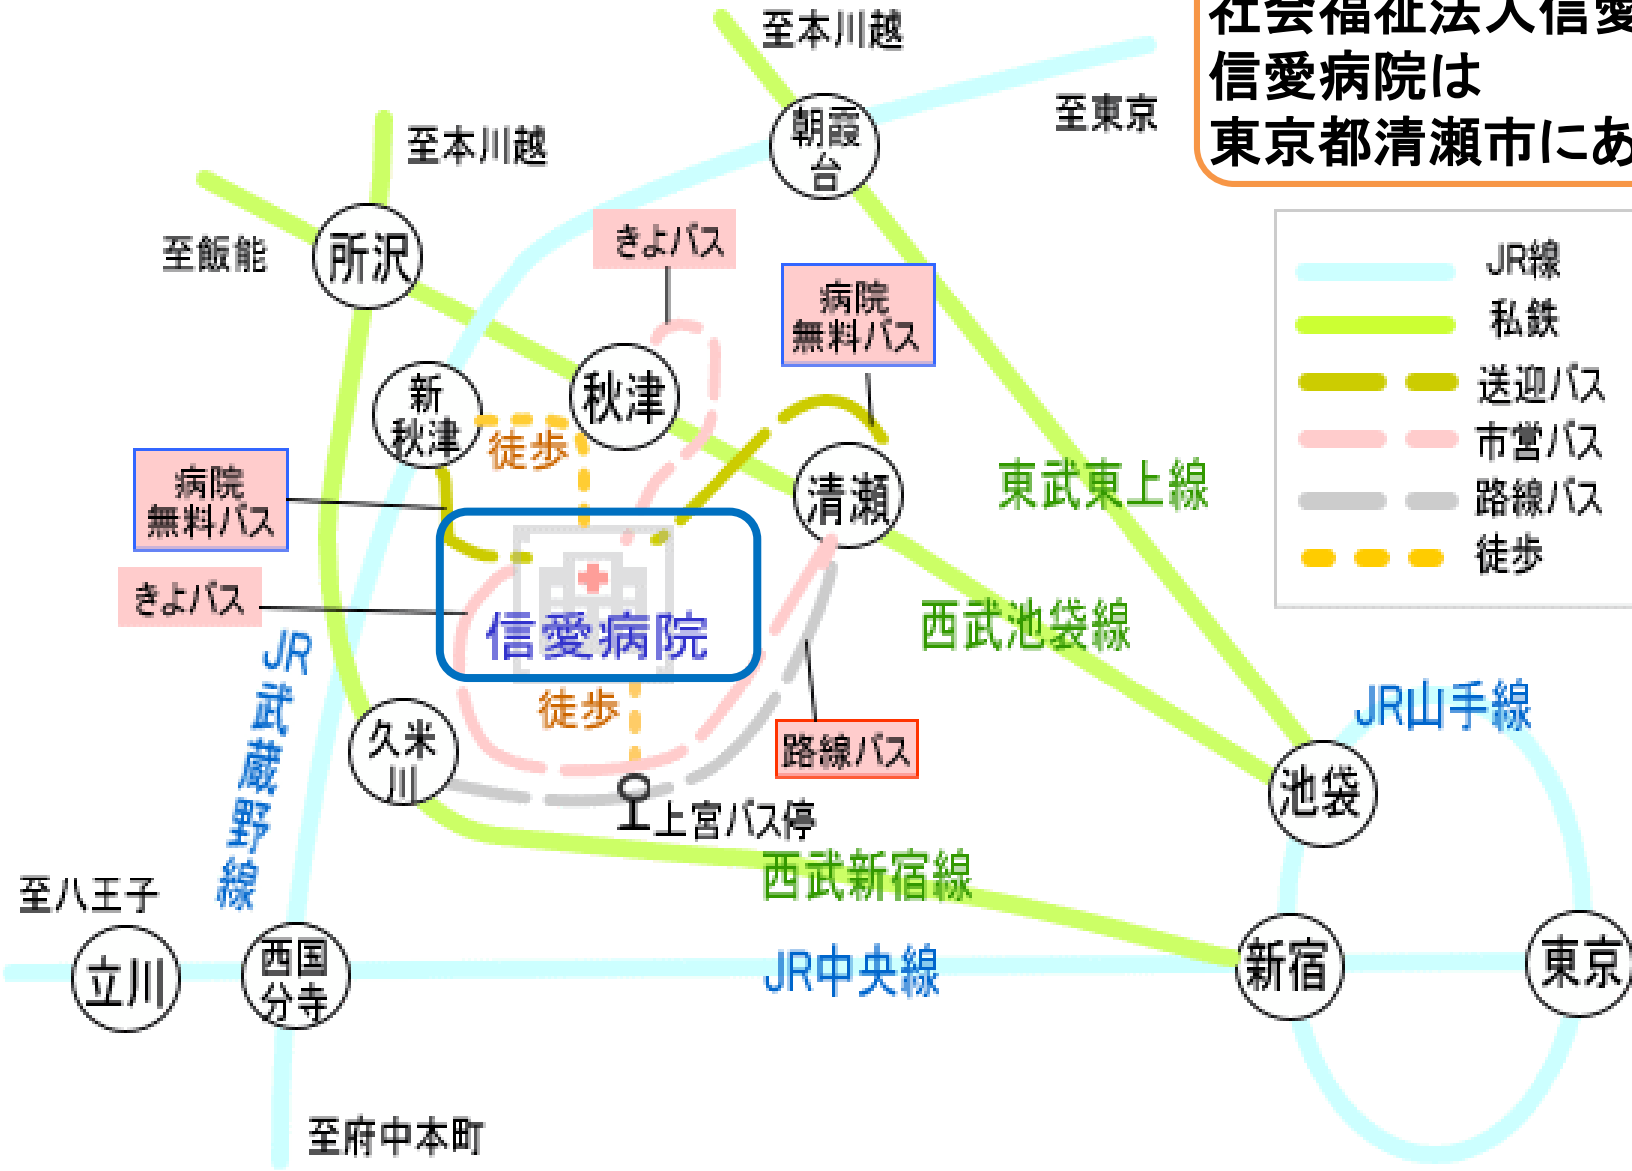 社会福祉法人信愛
信愛病院は
東京都清瀬市にあ
至本川越
至東京
朝霞
台
至本川越
至飯能
所沢
きよバス
病院
無料バス
JR線
私鉄
送迎バス
市営バス
路線バス
徒歩
新
秋津
秋津
徒歩
清瀬
東武東上線
病院
無料バス
きよバス
信愛病院
西武池袋線
JR武蔵野線
徒歩
久米
川
路線バス
上宮バス停
JR山手線
池袋
西武新宿線
至八王子
立川
西国
分寺
JR中央線
新宿
東京
至府中本町